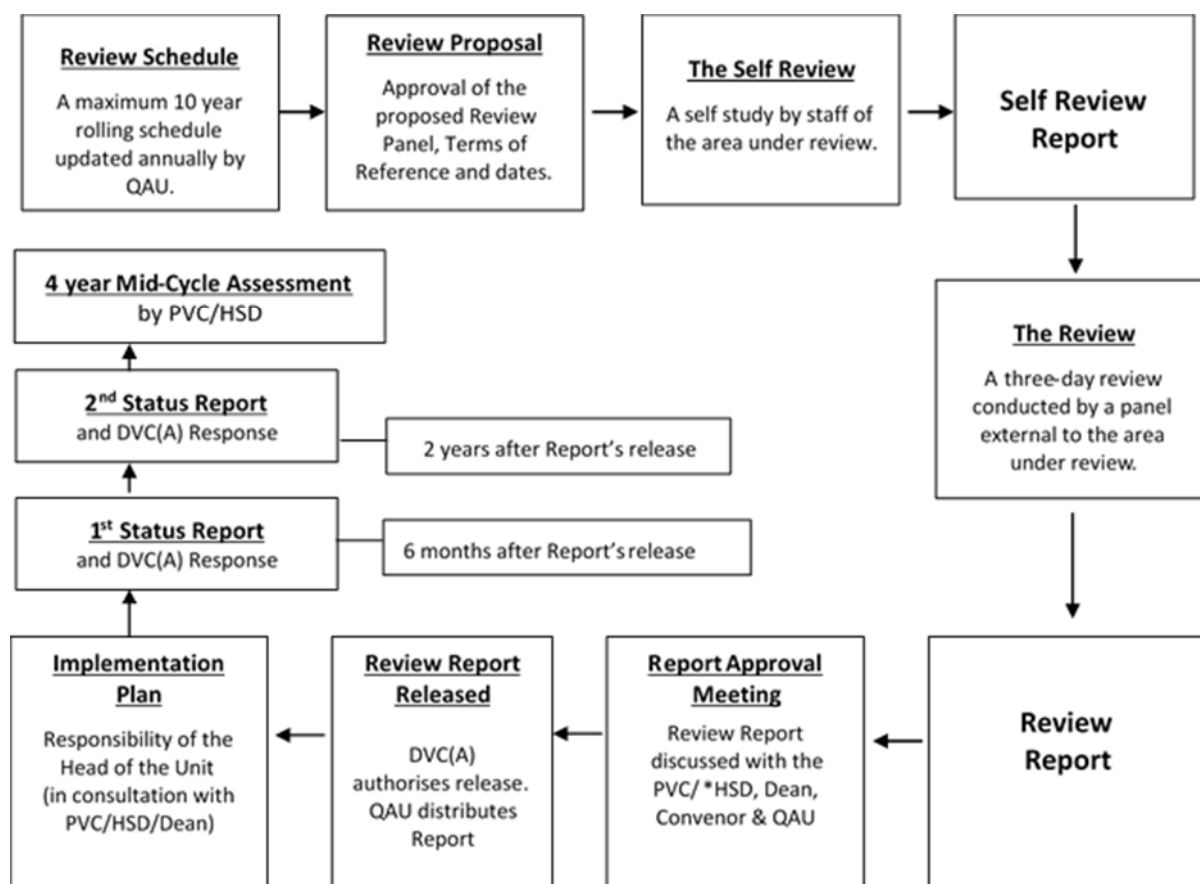 Review Schedule
A maximum 10 year
rolling schedule
updated annually by
QAU.
Review Proposal
Approval of the
proposed Review
Panel, Terms of
Reference and dates.
The Self Review
A self study by staff of
the area under review.
Self Review
Report
The Review
A three-day review
conducted by a panel
external to the area
under review.
Review
Report
Report Approval
Meeting
Review Report
discussed with the
PVC/ *HSD, Dean,
Convenor & QAU
Review Report
Released
DVC(A)
authorises release.
QAU distributes
Report
Implementation
Plan
Responsibility of the
Head of the Unit
(in consultation with
PVC/HSD/Dean)
1st Status Report
and DVC(A) Response
6 months after Report's release
2nd Status Report
and DVC(A) Response
2 years after Report's release
4 year Mid-Cycle Assessment
by PVC/HSD